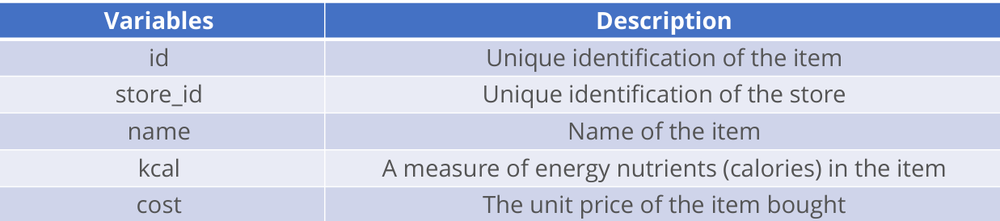 Variables Description
id Unique identification of the item
store_id Unique identification of the store
name Name of the item
kcal A measure of energy nutrients (calories) in the item
cost The unit price of the item bought